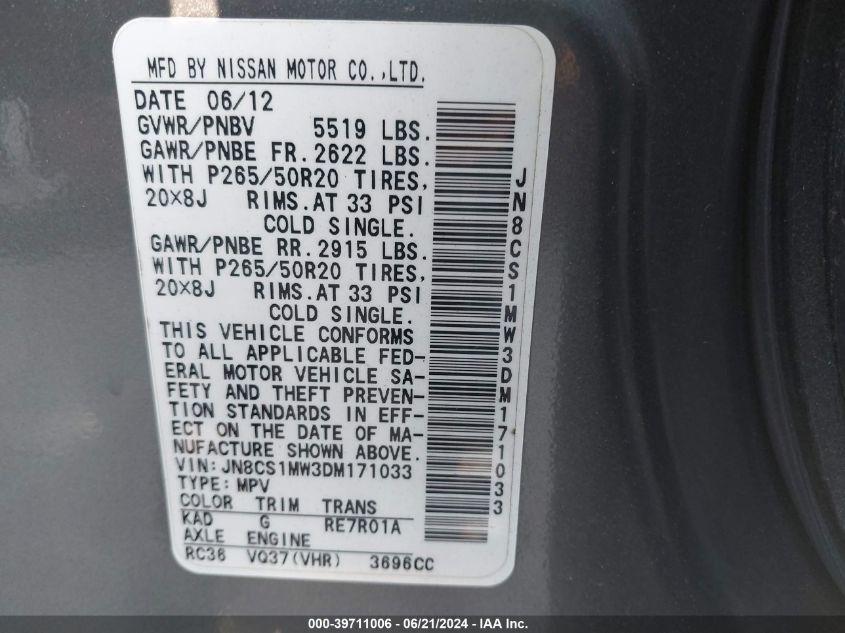 MFD BY NISSAN MOTOR CO.,LTD.
DATE 06/12
GVWR/PNBV 5519 LBS.
GAWR/PNBE FR. 2622 LBS.
WITH P265/50R20 TIRES,
20×8J RIMS. AT 33 PSI
COLD SINGLE.
GAWR/PNBE RR. 2915 LBS.
WITH P265/50R20 TIRES,
20×8J RIMS. AT 33 PSI
COLD SINGLE.
THIS VEHICLE CONFORMS
TO ALL APPLICABLE FED-
ERAL MOTOR VEHICLE SA-
FETY AND THEFT PREVEN-
TION STANDARDS IN EFF-
ECT ON THE DATE OF MA-
NUFACTURE SHOWN ABOVE.
VIN: JN8CS1MW3DM171033
TYPE: MPV
COLOR TRIM TRANS
KAD G RE7R01A
AXLE ENGINE
RC36 VQ37(VHR) 3696CC
JN8CS1MW3DM171033
000-39711006 - 06/21/2024 - IAA Inc.